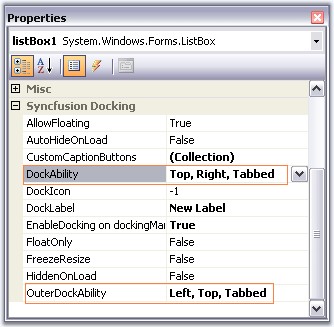 Properties
listBox1 System.Windows.Forms.ListBox
Misc
Syncfusion Docking
AllowFloating True
AutoHideOnLoad False
CustomCaptionButtons (Collection)
DockAbility Top, Right, Tabbed
DockIcon -1
DockLabel New Label
EnableDocking on dockingMa True
FloatOnly False
FreezeResize False
HiddenOnLoad False
OuterDockAbility Left, Top, Tabbed